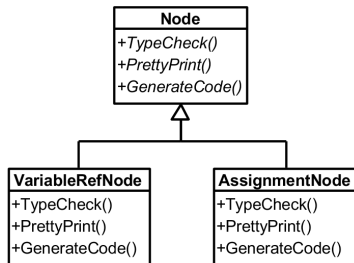 Node
+TypeCheck()
+PrettyPrint()
+GenerateCode()
VariableRefNode
+TypeCheck()
+PrettyPrint()
+GenerateCode()
AssignmentNode
+TypeCheck()
+PrettyPrint()
+GenerateCode()